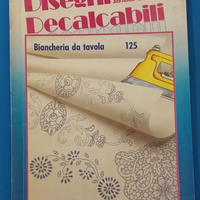 Disegni
Decalcabili
Biancheria da tavola 125